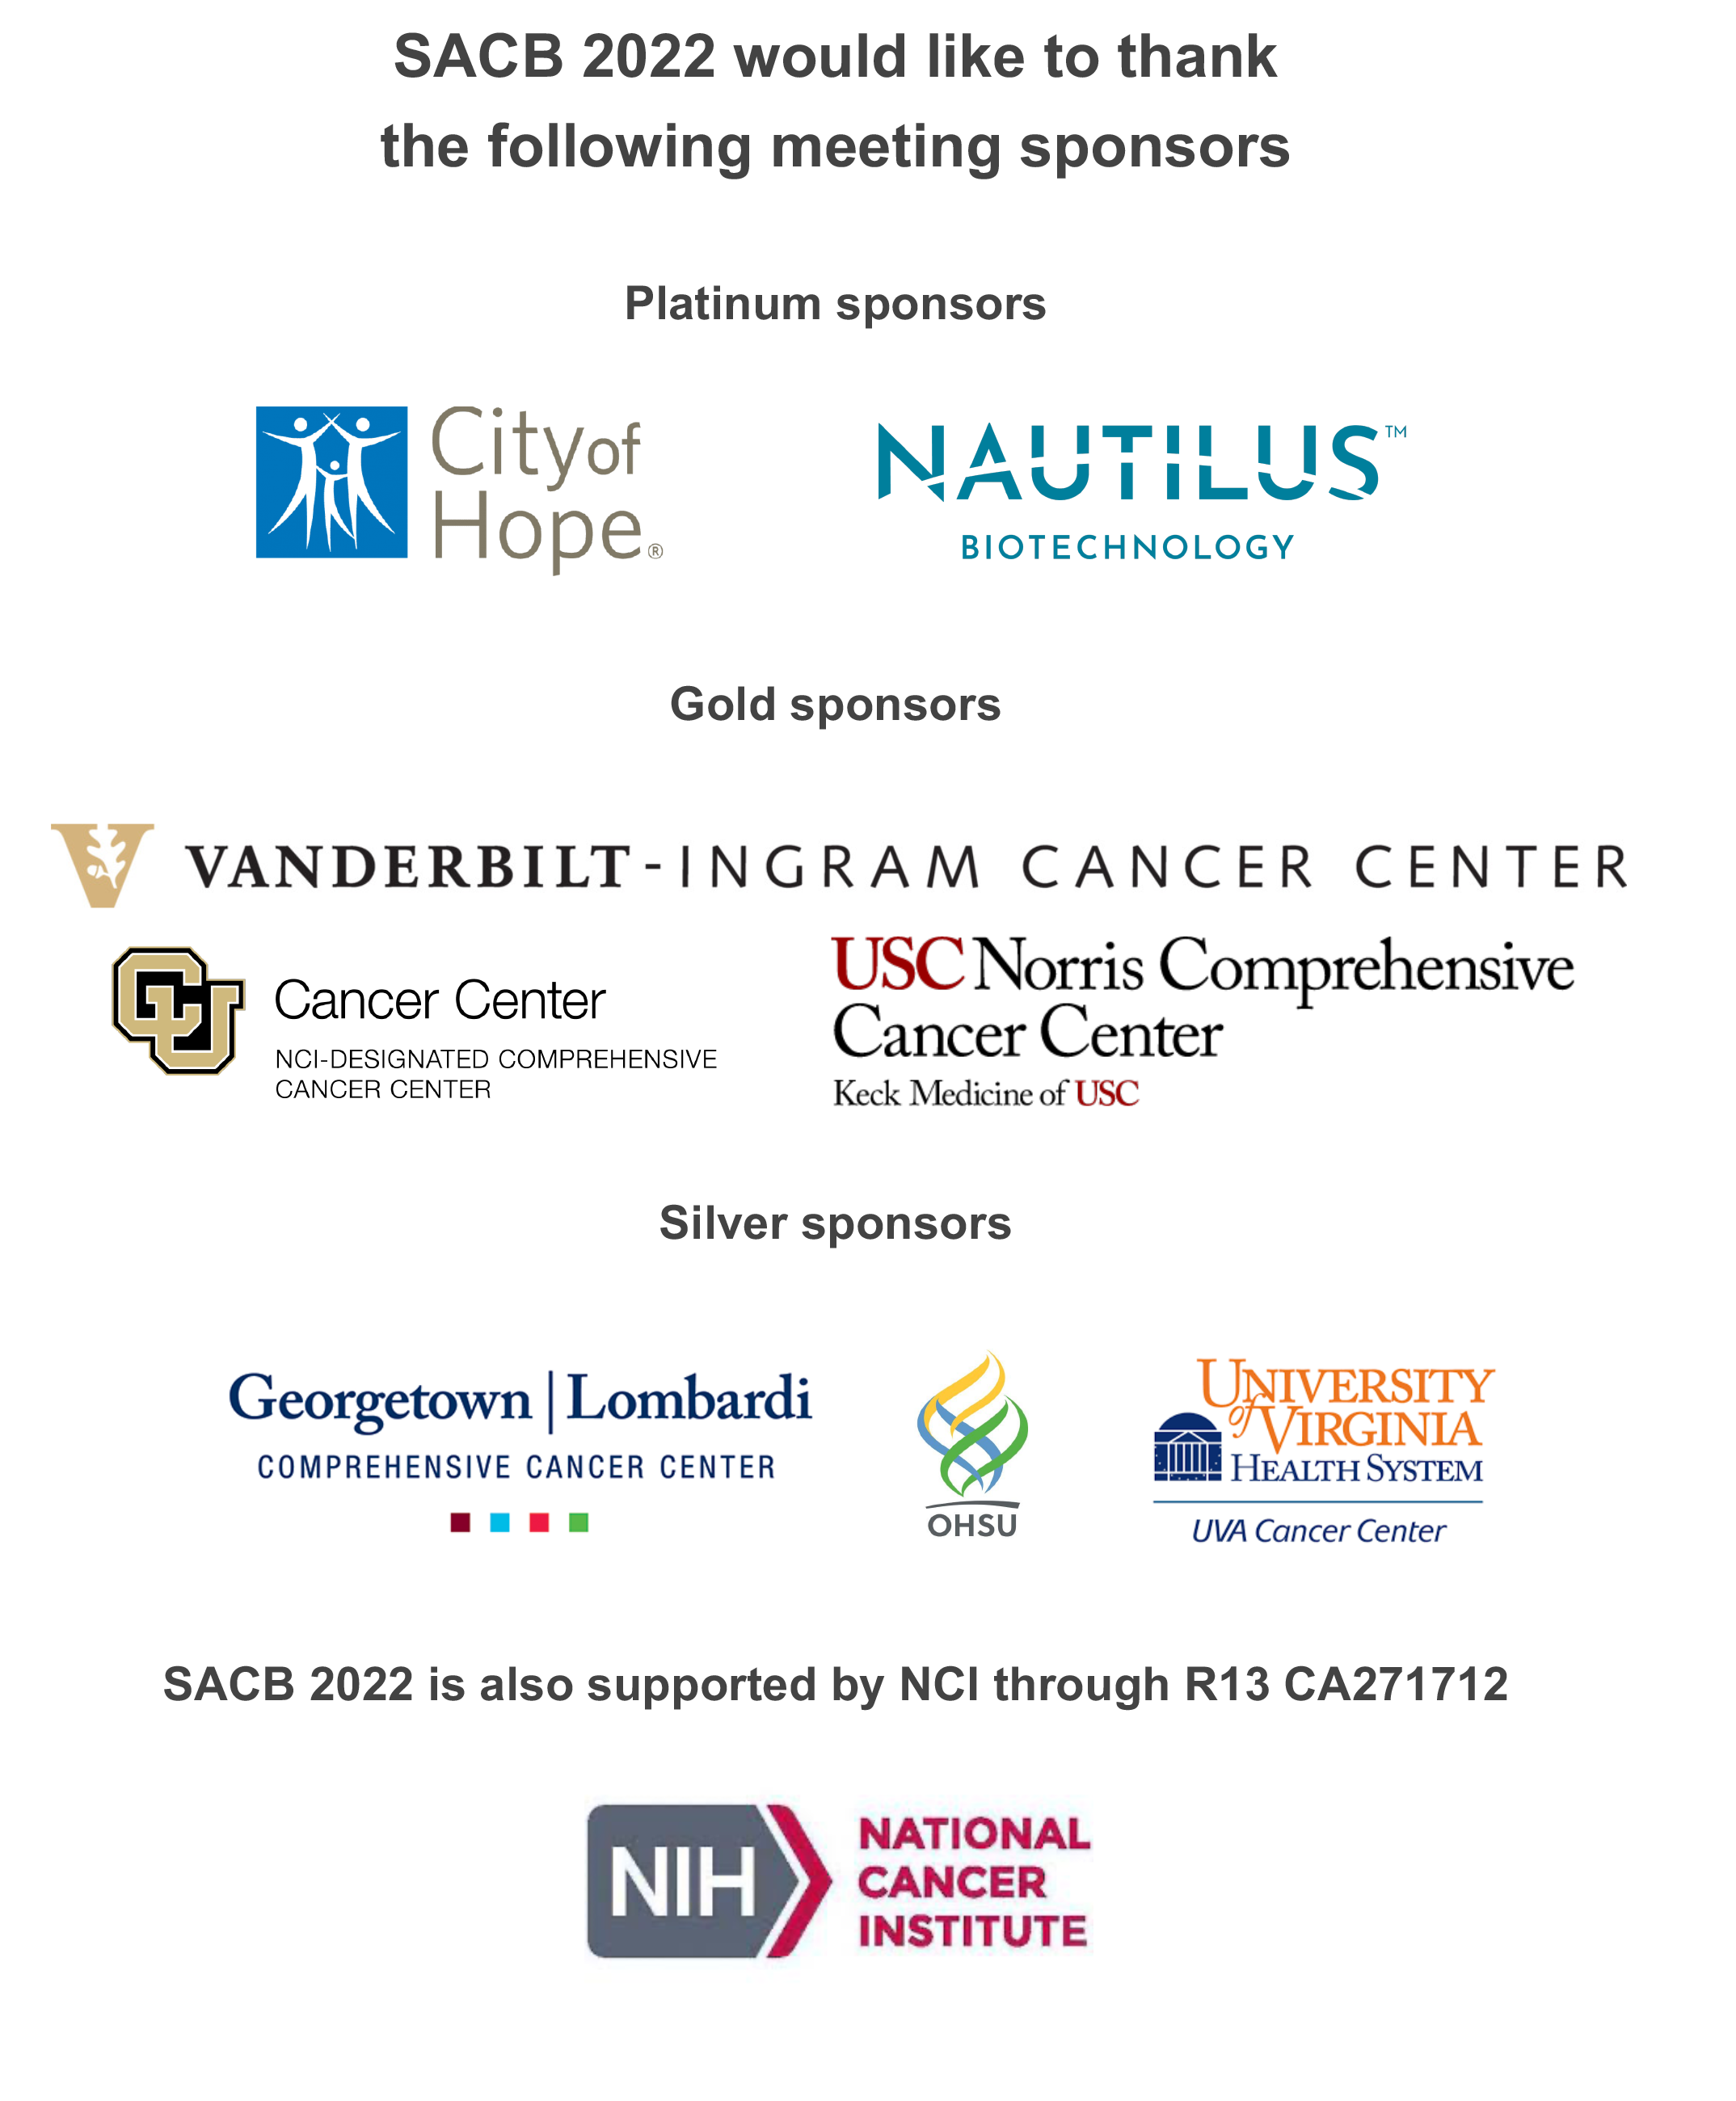 SACB 2022 would like to thank
the following meeting sponsors
Platinum sponsors
City of
Hope®
NAUTILUS™
BIOTECHNOLOGY
Gold sponsors
V VANDERBILT-INGRAM CANCER CENTER
CU Cancer Center
NCI-DESIGNATED COMPREHENSIVE
CANCER CENTER
USC Norris Comprehensive
Cancer Center
Keck Medicine of USC
Silver sponsors
Georgetown | Lombardi
COMPREHENSIVE CANCER CENTER
OHSU
UNIVERSITY
of VIRGINIA
HEALTH SYSTEM
UVA Cancer Center
SACB 2022 is also supported by NCI through R13 CA271712
NIH
NATIONAL
CANCER
INSTITUTE